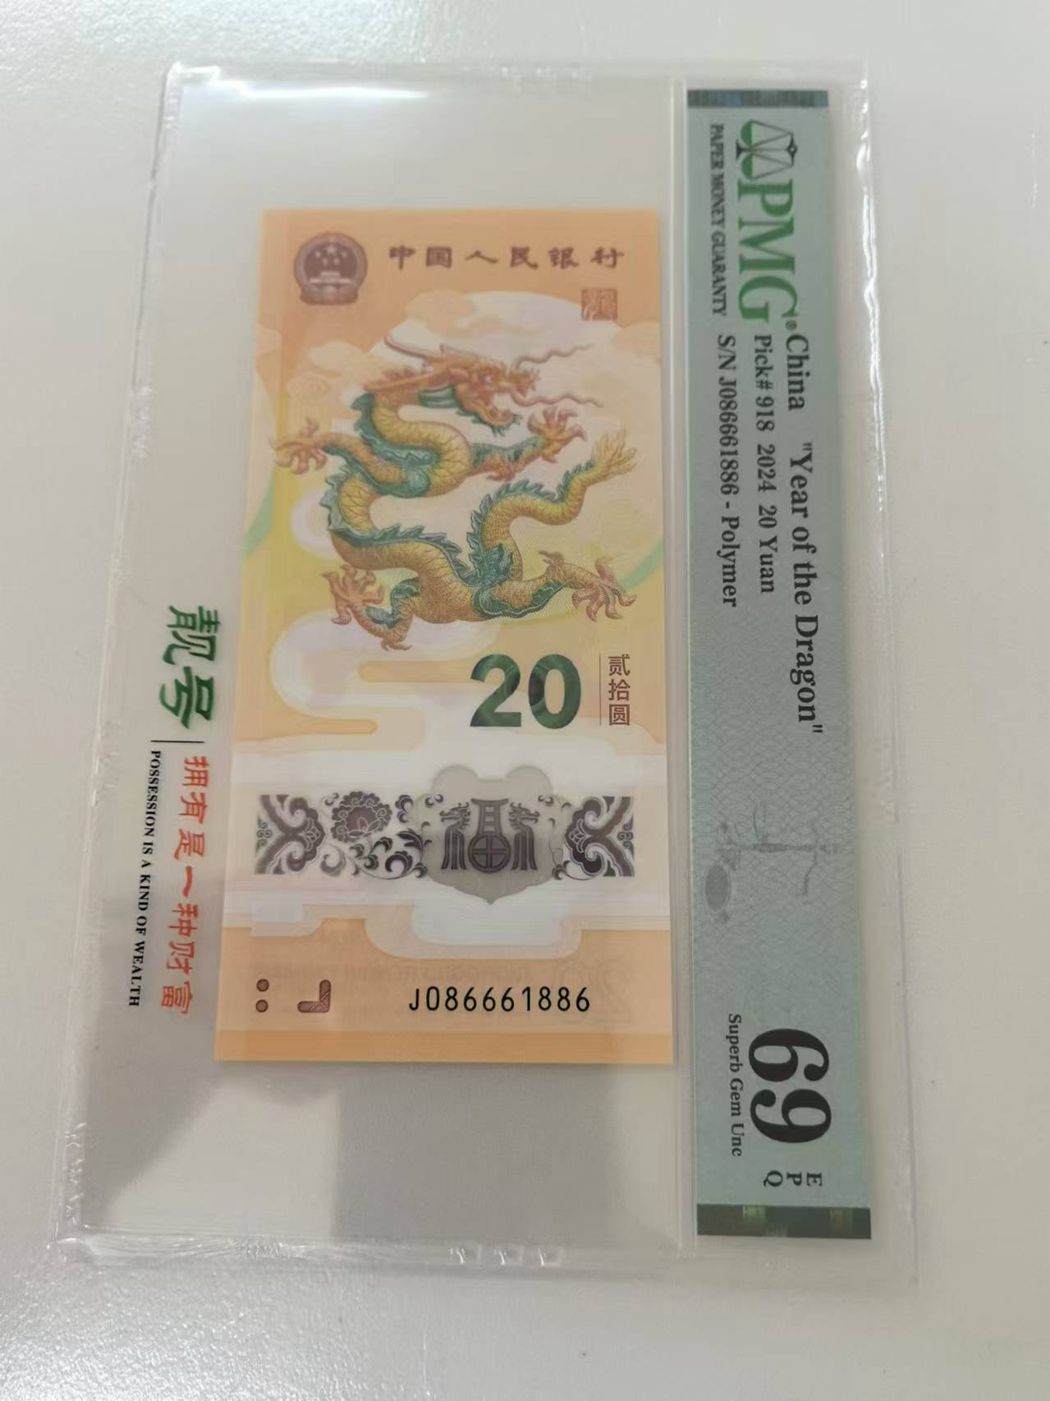 中国人民银行
20
贰拾圆
J086661886
PMG®
PAPER MONEY GUARANTY
China "Year of the Dragon"
Pick# 918 2024 20 Yuan
S/N J086661886 - Polymer
69
EPQ
Superb Gem Unc
靓号
拥有是一种财富
POSSESSION IS A KIND OF WEALTH